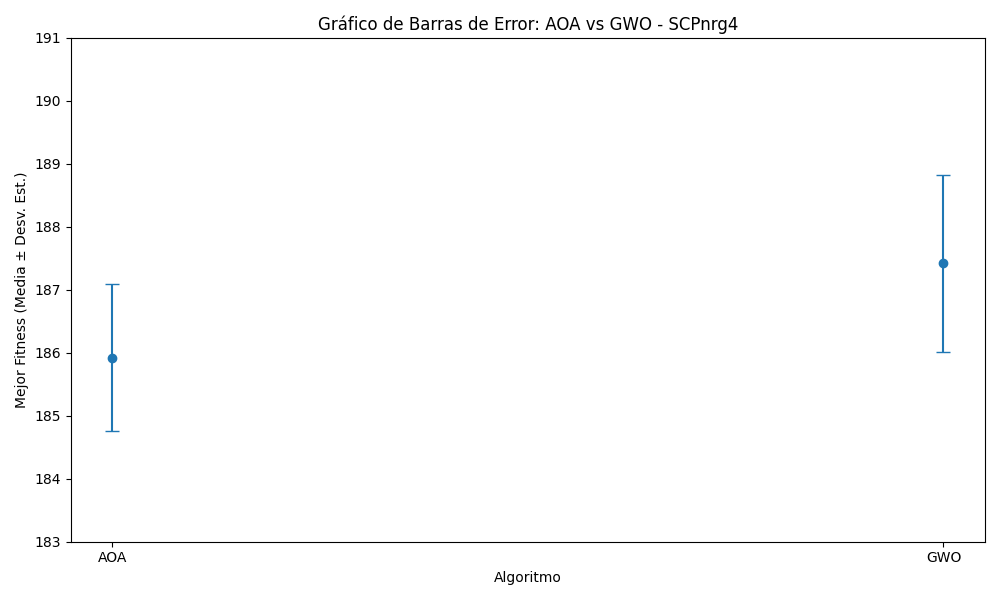 Gráfico de Barras de Error: AOA vs GWO - SCPnrg4
Mejor Fitness (Media ± Desv. Est.)
191
190
189
188
187
186
185
184
183
AOA
GWO
Algoritmo